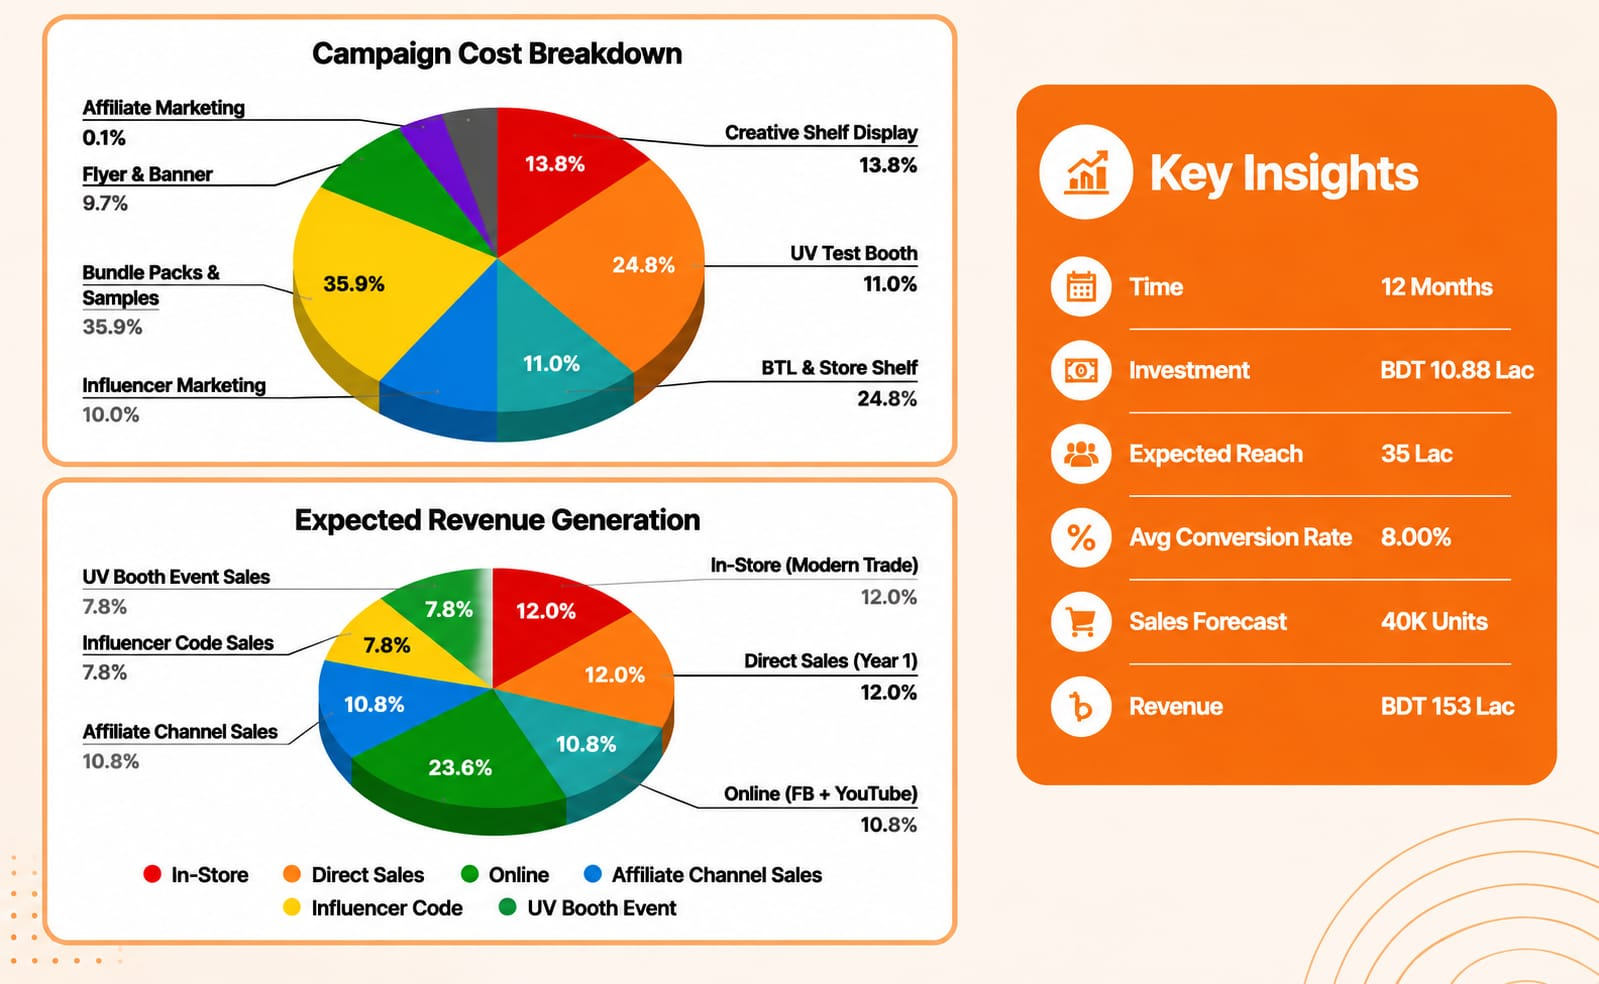 Campaign Cost Breakdown
Affiliate Marketing
0.1%
Flyer & Banner
9.7%
Bundle Packs &
Samples
35.9%
Influencer Marketing
10.0%
13.8%
24.8%
11.0%
35.9%
Creative Shelf Display
13.8%
UV Test Booth
11.0%
BTL & Store Shelf
24.8%
Expected Revenue Generation
UV Booth Event Sales
7.8%
Influencer Code Sales
7.8%
Affiliate Channel Sales
10.8%
7.8%
12.0%
7.8%
12.0%
10.8%
10.8%
23.6%
In-Store (Modern Trade)
12.0%
Direct Sales (Year 1)
12.0%
Online (FB + YouTube)
10.8%
In-Store Direct Sales Online Affiliate Channel Sales
Influencer Code UV Booth Event
Key Insights
Time 12 Months
Investment BDT 10.88 Lac
Expected Reach 35 Lac
% Avg Conversion Rate 8.00%
Sales Forecast 40K Units
Revenue BDT 153 Lac